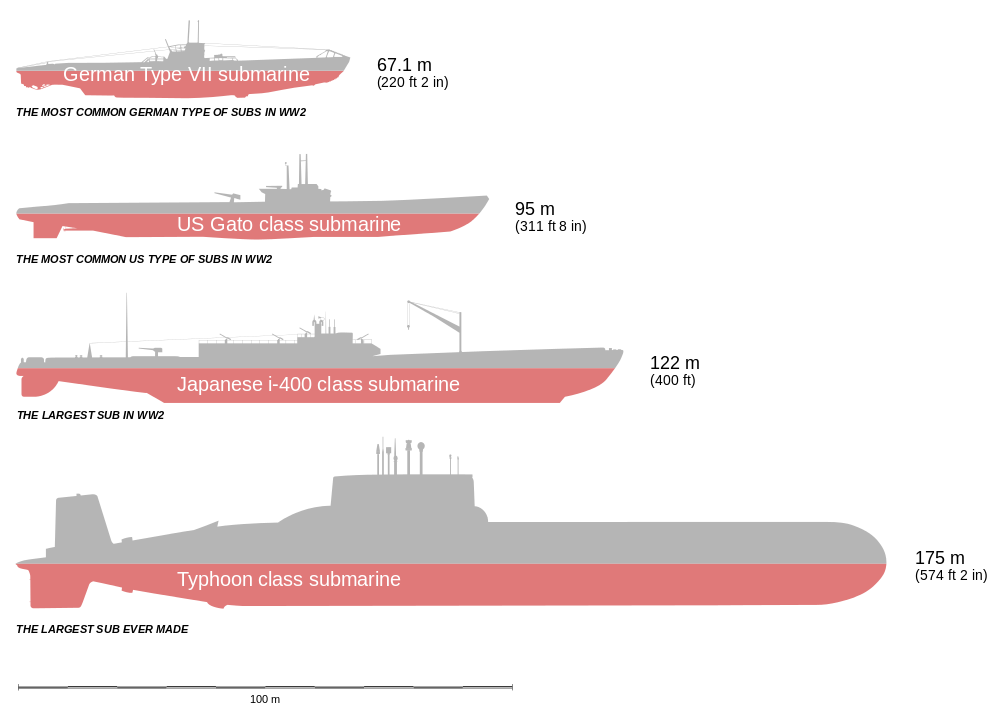 German Type VII submarine
67.1 m
(220 ft 2 in)
THE MOST COMMON GERMAN TYPE OF SUBS IN WW2
US Gato class submarine
95 m
(311 ft 8 in)
THE MOST COMMON US TYPE OF SUBS IN WW2
Japanese i-400 class submarine
122 m
(400 ft)
THE LARGEST SUB IN WW2
Typhoon class submarine
175 m
(574 ft 2 in)
THE LARGEST SUB EVER MADE
100 m